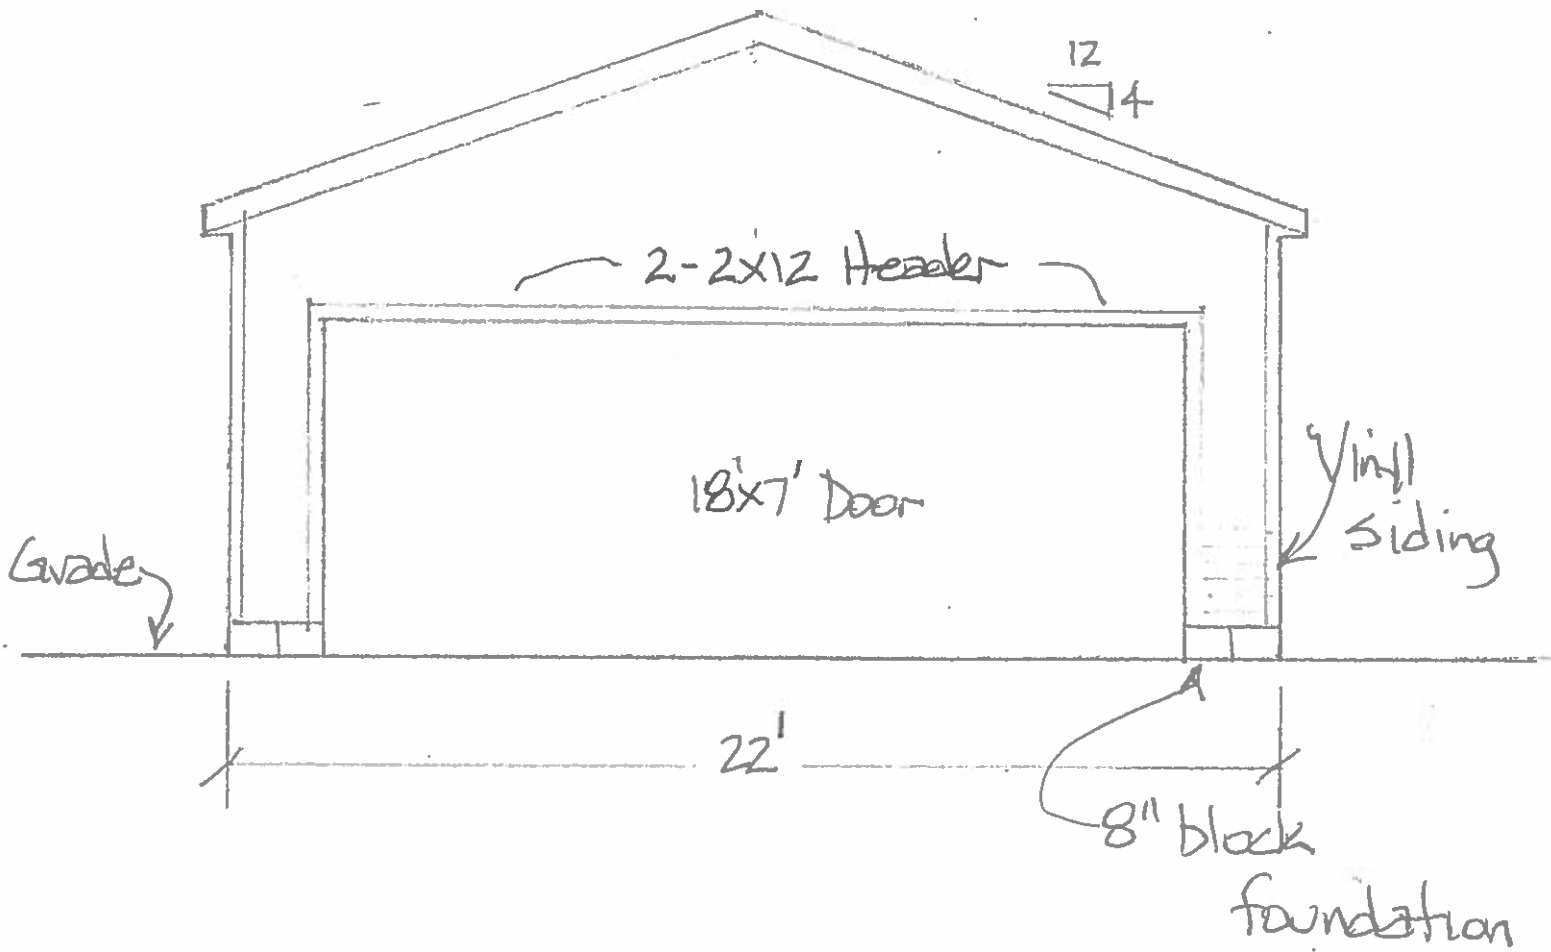 12
4
2-2x12 Header
18'x7' Door
Vinyl
siding
Grade
22'
8" block
foundation